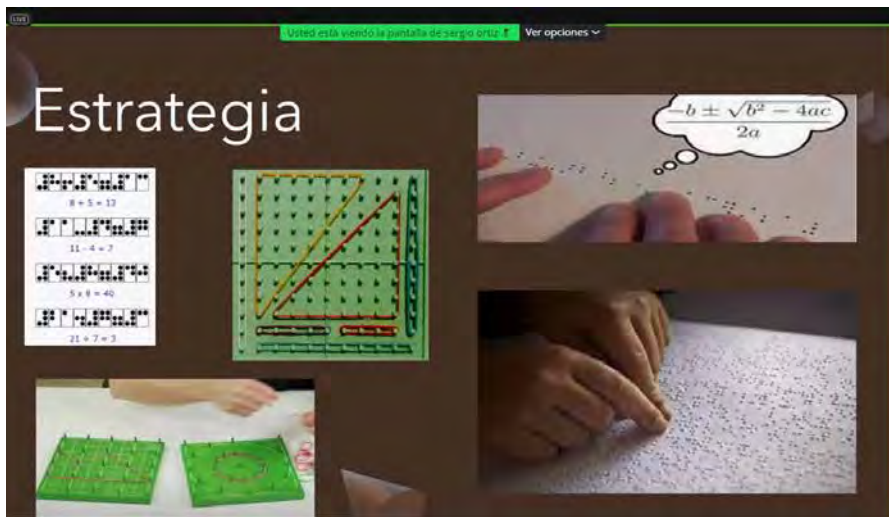 LIVE
Usted está viendo la pantalla de sergio ortiz
Ver opciones
Estrategia
8 + 5 = 13
11 - 4 = 7
5 x 8 = 40
21 ÷ 7 = 3
-b ± √b² - 4ac
2a